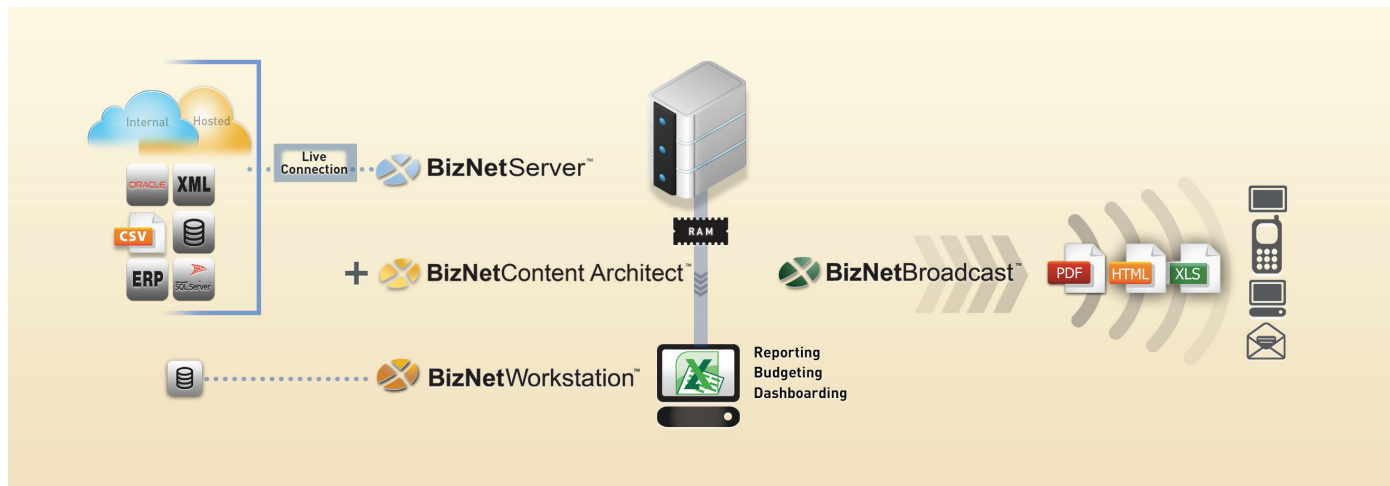 Internal
Hosted
ORACLE
XML
CSV
ERP
Microsoft
SQL Server
Live
Connection
BizNetServer™
RAM
+
BizNetContent Architect™
BizNetBroadcast™
PDF
HTML
XLS
BizNetWorkstation™
X
Reporting
Budgeting
Dashboarding